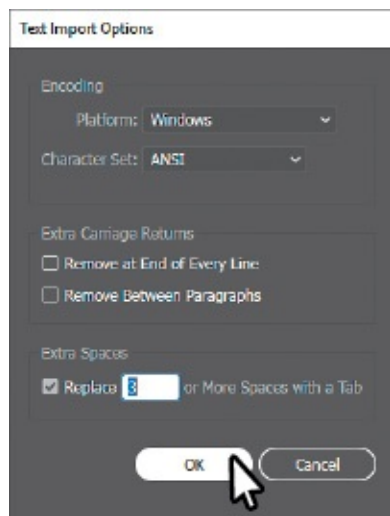 Text Import Options
Encoding
Platform: Windows
Character Set: ANSI
Extra Carriage Returns
Remove at End of Every Line
Remove Between Paragraphs
Extra Spaces
Replace 3 or More Spaces with a Tab
OK Cancel